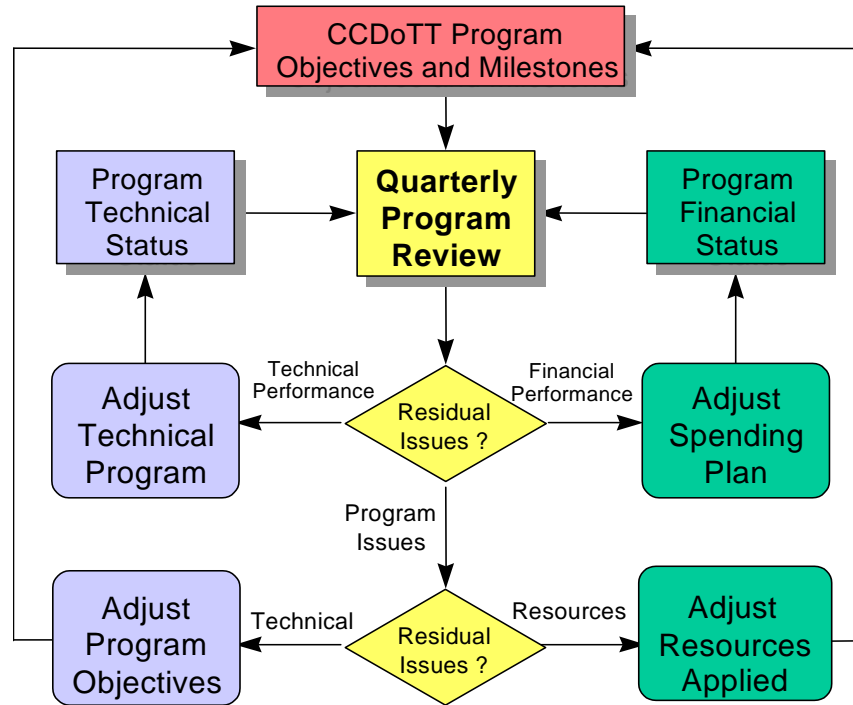 CCDoTT Program
Objectives and Milestones
Program
Technical
Status
Quarterly
Program
Review
Program
Financial
Status
Technical
Performance
Financial
Performance
Adjust
Technical
Program
Residual
Issues ?
Adjust
Spending
Plan
Program
Issues
Adjust
Program
Objectives
Technical
Residual
Issues ?
Resources
Adjust
Resources
Applied